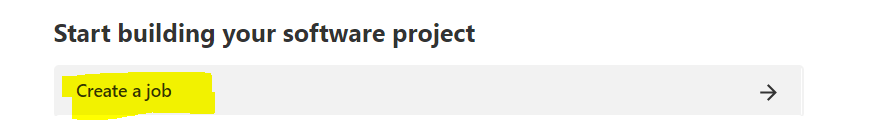 Start building your software project
Create a job